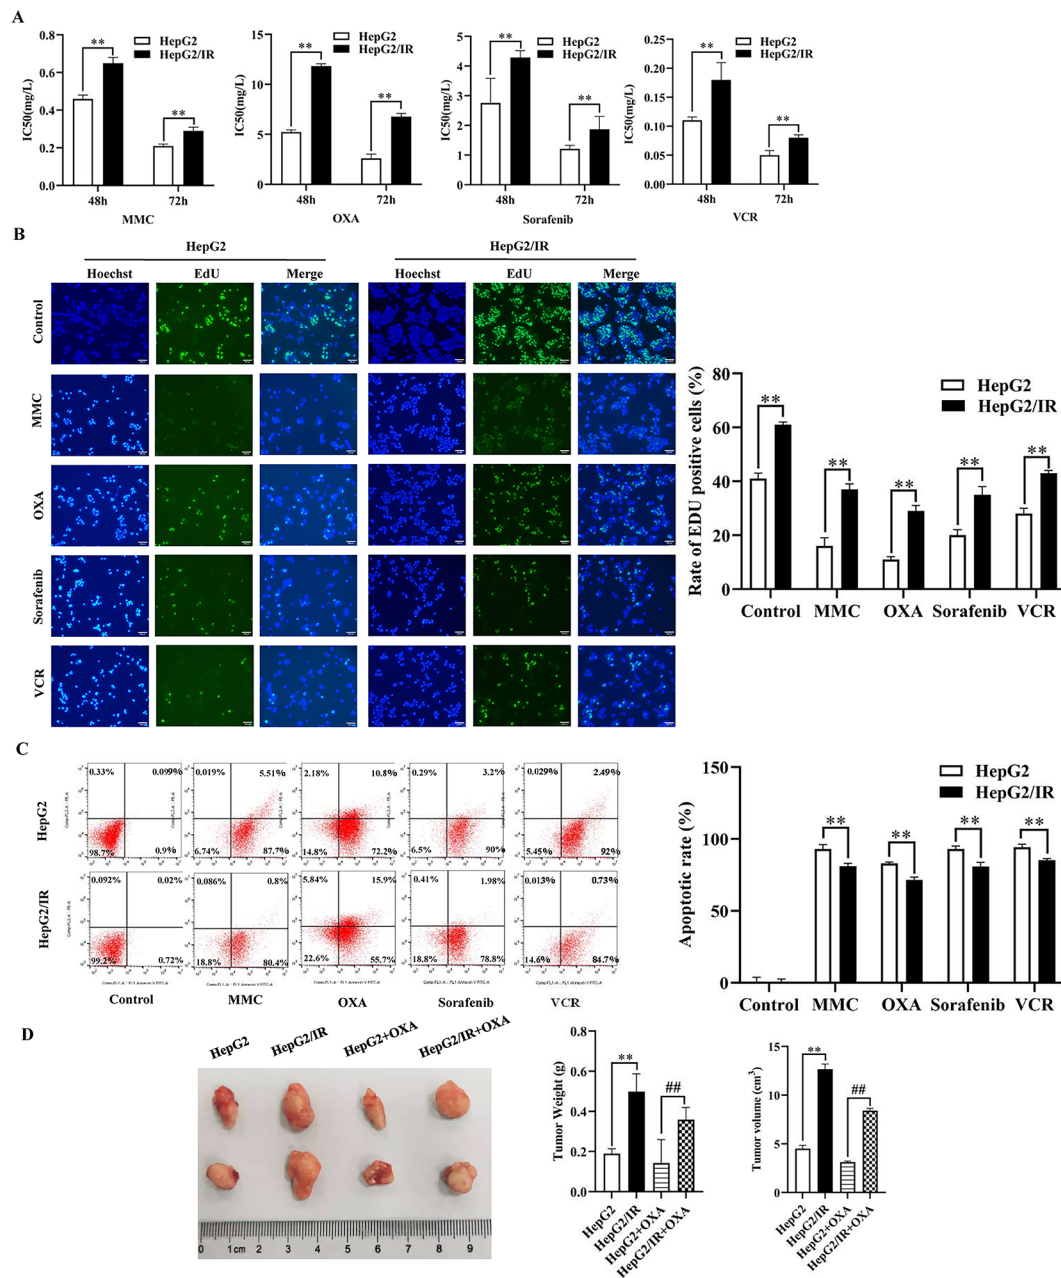 A
IC50(mg/L)
0.8
0.6
0.4
0.2
0.0
**
**
HepG2
HepG2/IR
48h
72h
MMC
IC50(mg/L)
15
10
5
0
**
**
HepG2
HepG2/IR
48h
72h
OXA
IC50(mg/L)
5
4
3
2
1
0
**
**
HepG2
HepG2/IR
48h
72h
Sorafenib
IC50(mg/L)
0.25
0.20
0.15
0.10
0.05
0.00
**
**
HepG2
HepG2/IR
48h
72h
VCR
B
HepG2
HepG2/IR
Hoechst EdU Merge Hoechst EdU Merge
Control
MMC
OXA
Sorafenib
VCR
Rate of EDU positive cells (%)
80
60
40
20
0
HepG2
HepG2/IR
** ** ** ** **
Control MMC OXA Sorafenib VCR
C
HepG2
0.33% 0.099% 0.019% 5.51% 2.18% 10.8% 0.29% 3.2% 0.029% 2.49%
98.7% 0.9% 6.74% 87.7% 14.8% 72.2% 6.5% 90% 5.45% 92%
HepG2/IR
0.092% 0.02% 0.086% 0.8% 5.84% 15.9% 0.41% 1.98% 0.013% 0.73%
99.2% 0.72% 18.8% 80.4% 22.6% 55.7% 18.8% 78.8% 14.6% 84.7%
Control MMC OXA Sorafenib VCR
Apoptotic rate (%)
150
100
50
0
HepG2
HepG2/IR
** ** ** **
Control MMC OXA Sorafenib VCR
D
HepG2 HepG2/IR HepG2+OXA HepG2/IR+OXA
0 1cm 2 3 4 5 6 7 8 9
Tumor Weight (g)
0.8
0.6
0.4
0.2
0.0
**
##
HepG2
HepG2/IR
HepG2+OXA
HepG2/IR+OXA
Tumor volume (cm³)
15
10
5
0
**
##
HepG2
HepG2/IR
HepG2+OXA
HepG2/IR+OXA